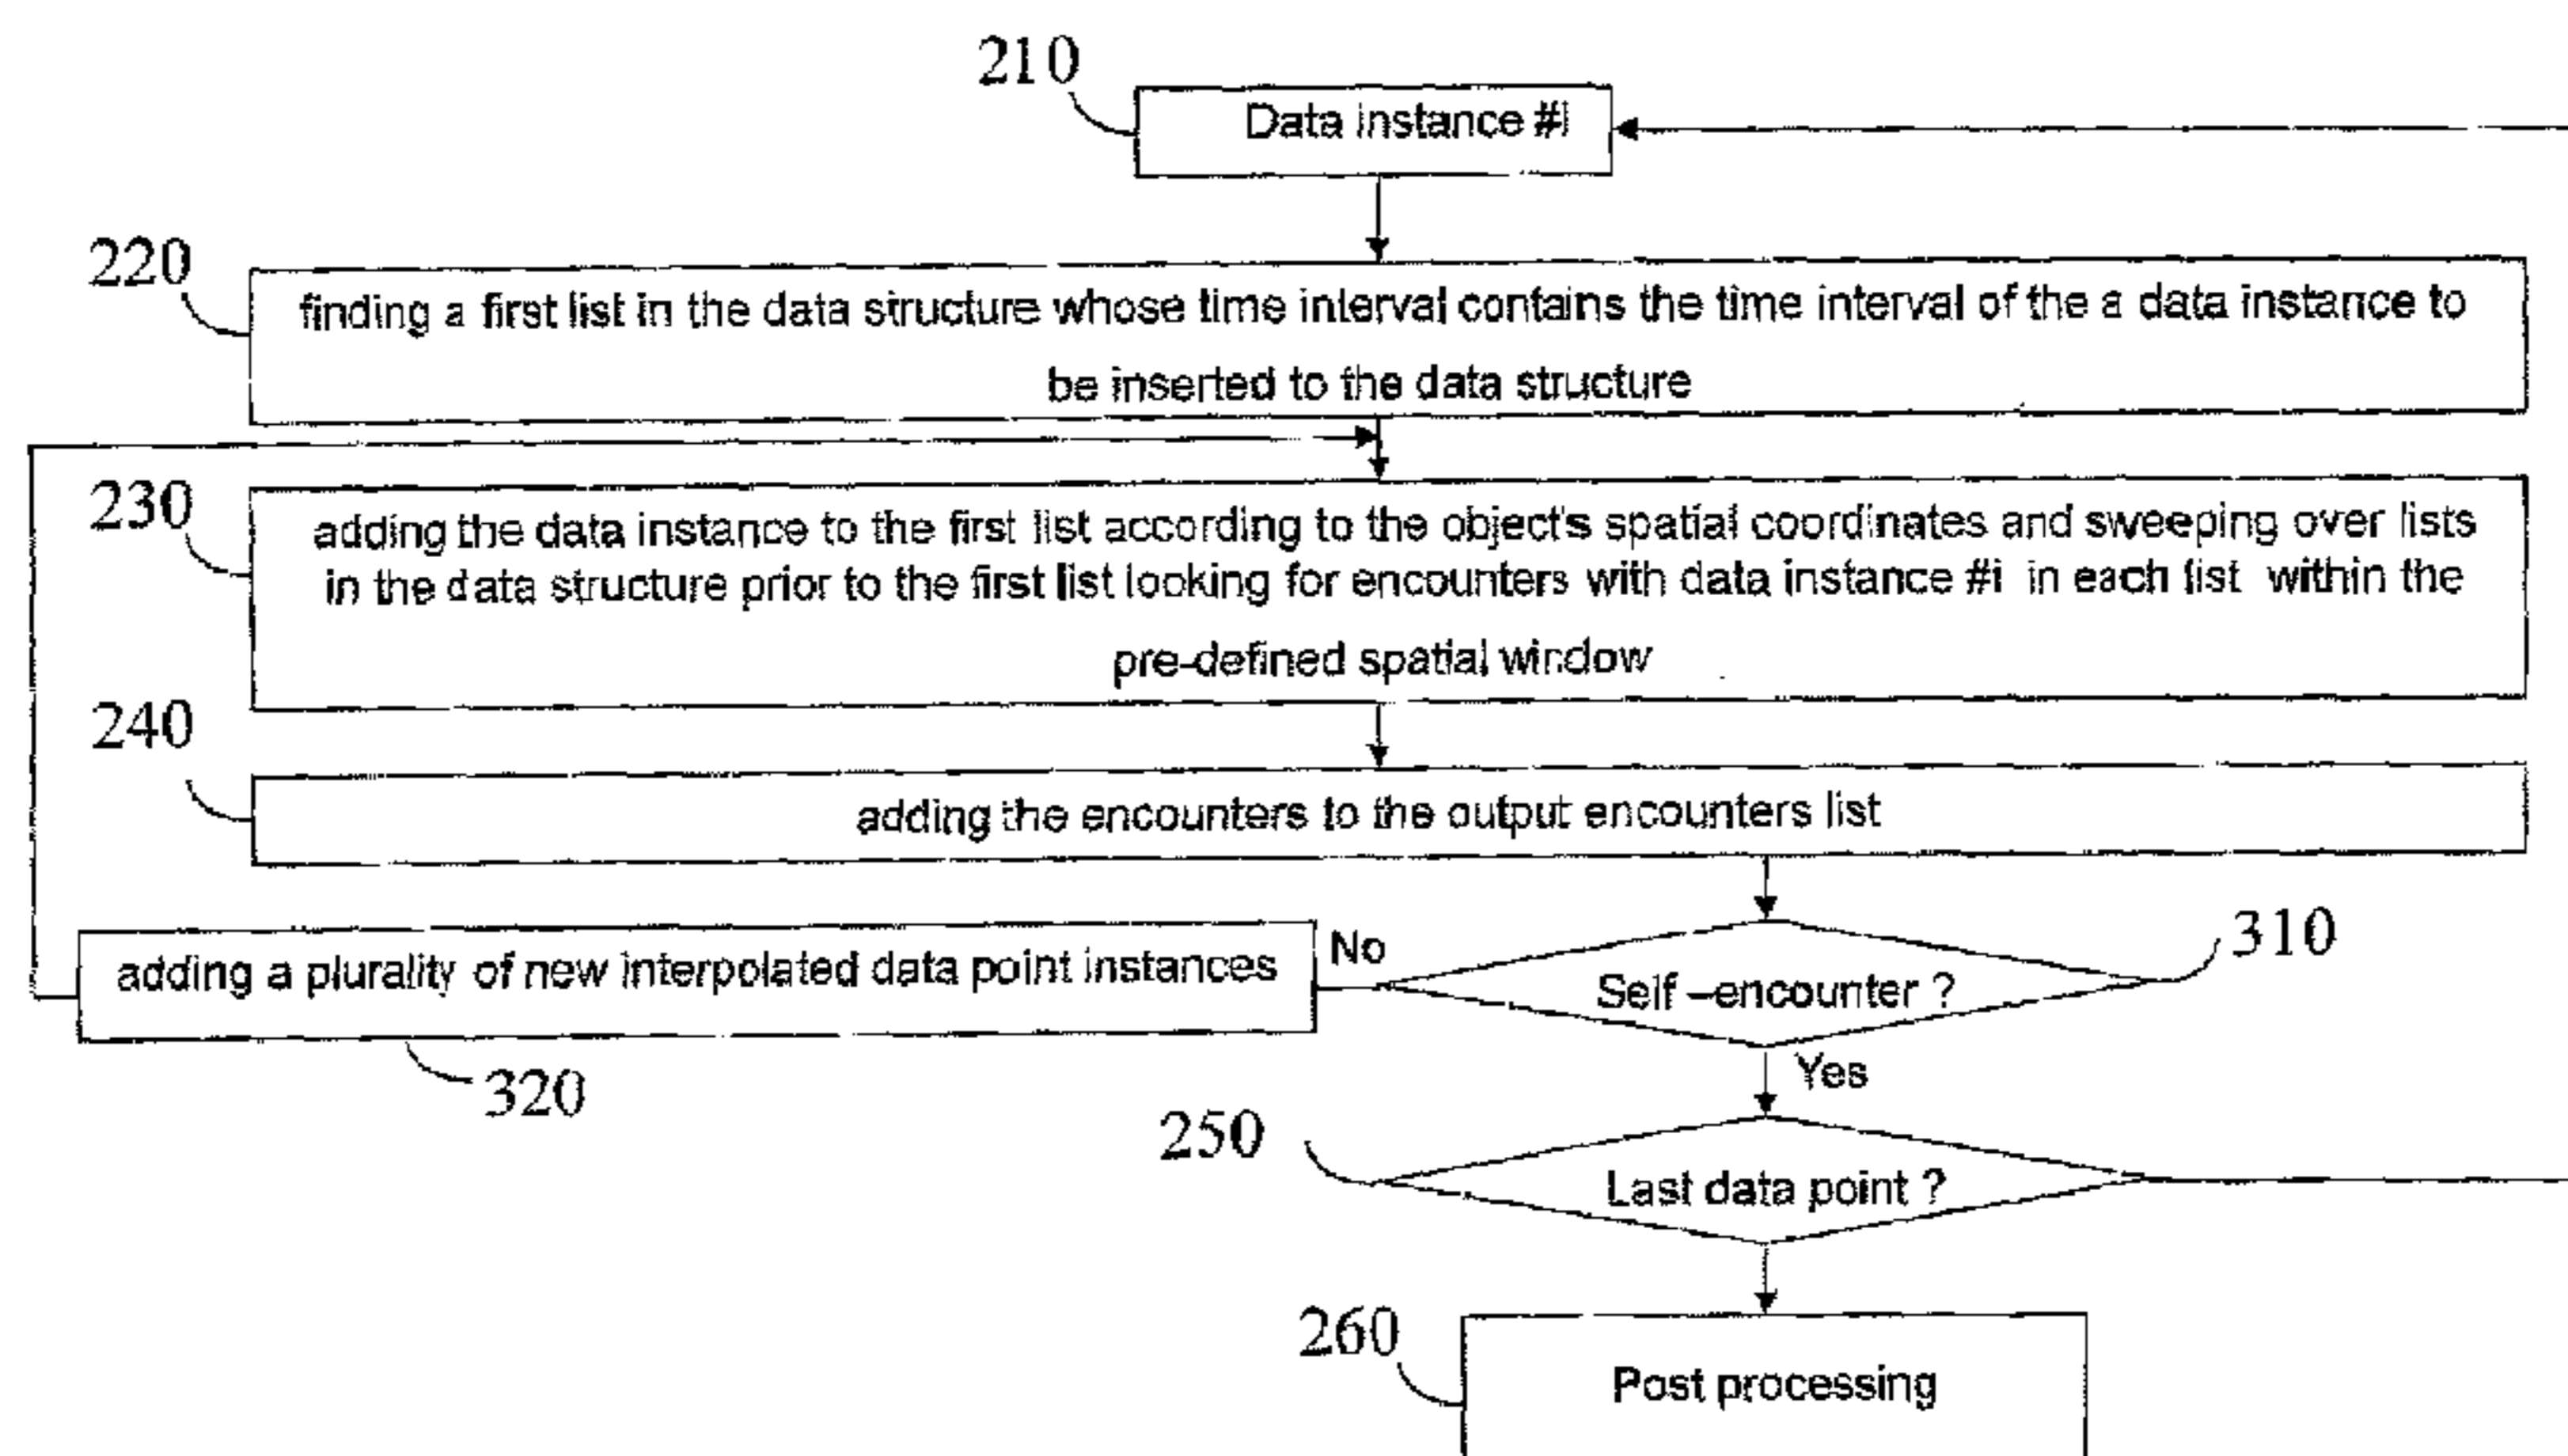 210
Data instance #i
220
finding a first list in the data structure whose time interval contains the time interval of the a data instance to
be inserted to the data structure
230
adding the data instance to the first list according to the object's spatial coordinates and sweeping over lists
in the data structure prior to the first list looking for encounters with data instance #i in each list within the
pre-defined spatial window
240
adding the encounters to the output encounters list
310
No
Self –encounter ?
adding a plurality of new interpolated data point instances
320
Yes
250
Last data point ?
260
Post processing